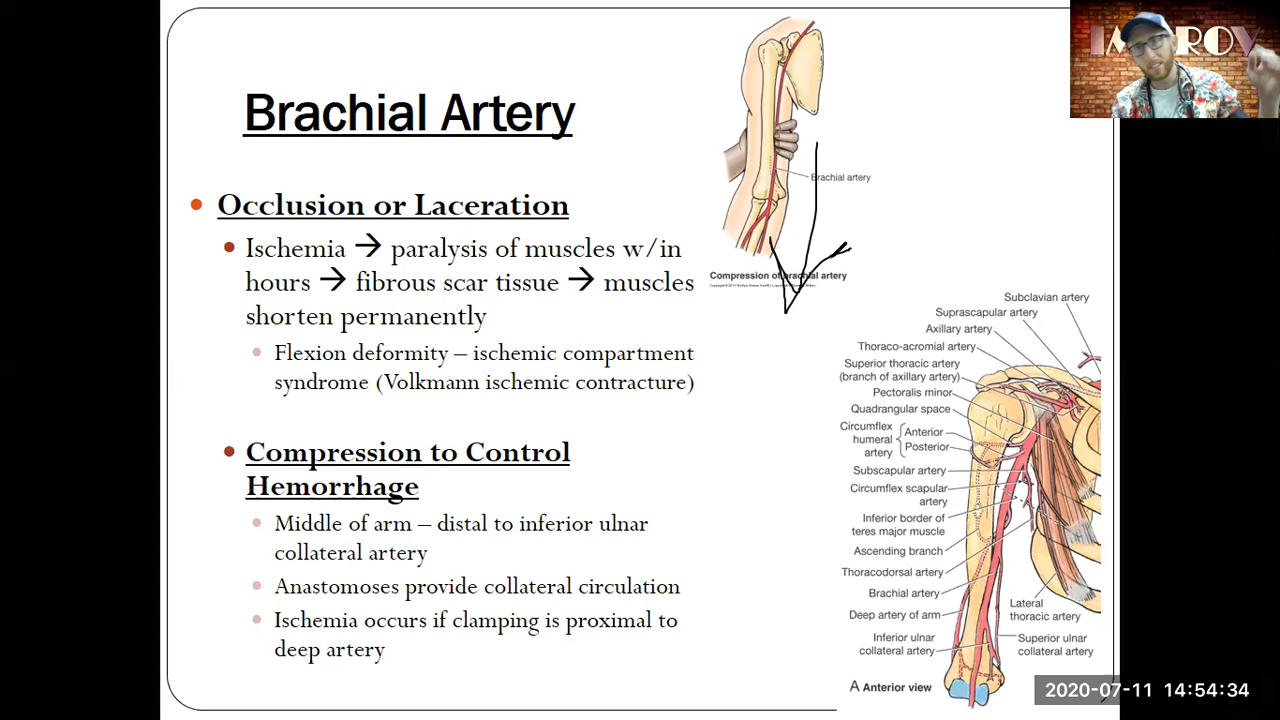 IMPROV
Brachial Artery
Occlusion or Laceration
Ischemia → paralysis of muscles w/in
hours → fibrous scar tissue → muscles
shorten permanently
Flexion deformity – ischemic compartment
syndrome (Volkmann ischemic contracture)
Compression to Control
Hemorrhage
Middle of arm – distal to inferior ulnar
collateral artery
Anastomoses provide collateral circulation
Ischemia occurs if clamping is proximal to
deep artery
Brachial artery
Compression of brachial artery
Subclavian artery
Suprascapular artery
Axillary artery
Thoraco-acromial artery
Superior thoracic artery
(branch of axillary artery)
Pectoralis minor
Quadrangular space
Circumflex
humeral
artery
Anterior
Posterior
Subscapular artery
Circumflex scapular
artery
Inferior border of
teres major muscle
Ascending branch
Thoracodorsal artery
Brachial artery
Deep artery of arm
Inferior ulnar
collateral artery
Lateral
thoracic artery
Superior ulnar
collateral artery
A Anterior view
2020-07-11 14:54:34